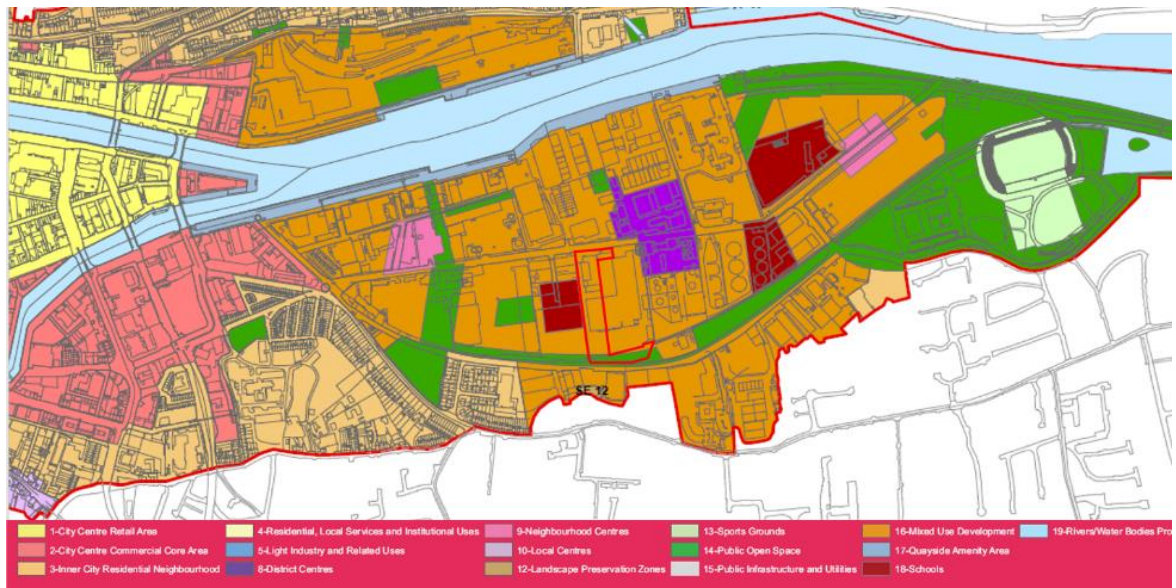 SE 12
1-City Centre Retail Area
2-City Centre Commercial Core Area
3-Inner City Residential Neighbourhood
4-Residential, Local Services and Institutional Uses
5-Light Industry and Related Uses
8-District Centres
9-Neighbourhood Centres
10-Local Centres
12-Landscape Preservation Zones
13-Sports Grounds
14-Public Open Space
15-Public Infrastructure and Utilities
16-Mixed Use Development
17-Quayside Amenity Area
18-Schools
19-Rivers/Water Bodies Pro